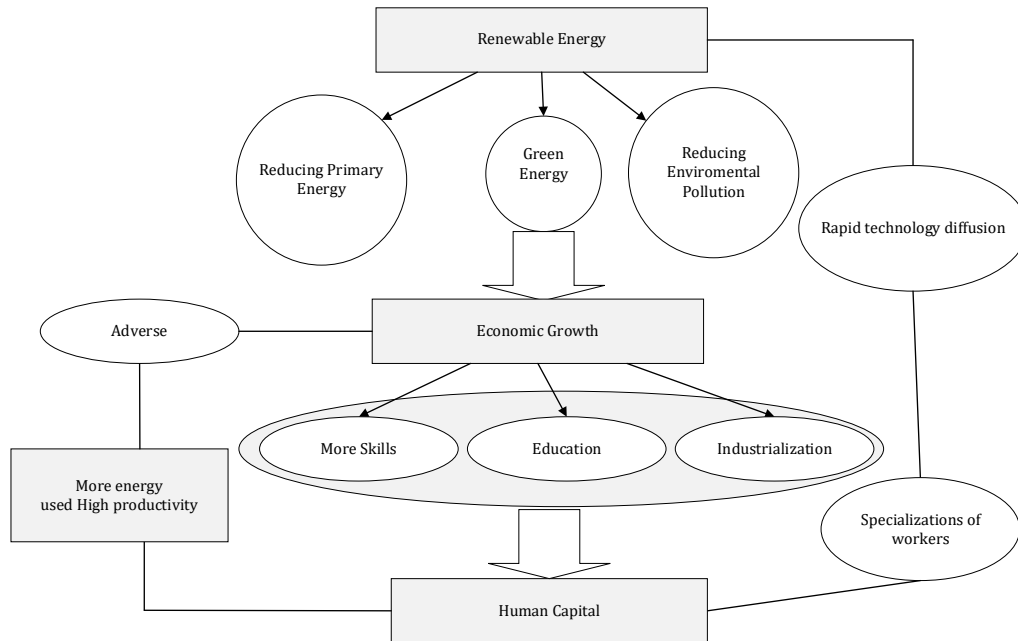 Renewable Energy
Reducing Primary
Energy
Green
Energy
Reducing
Enviromental
Pollution
Rapid technology diffusion
Adverse
Economic Growth
More Skills
Education
Industrialization
More energy
used High productivity
Specializations of
workers
Human Capital